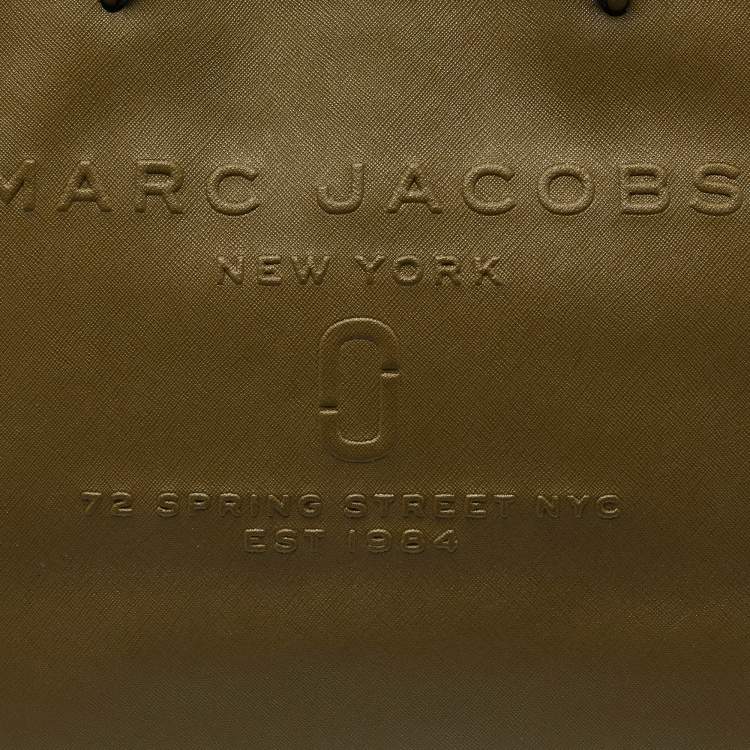 MARC JACOBS
NEW YORK
72 SPRING STREET NYC
EST 1984